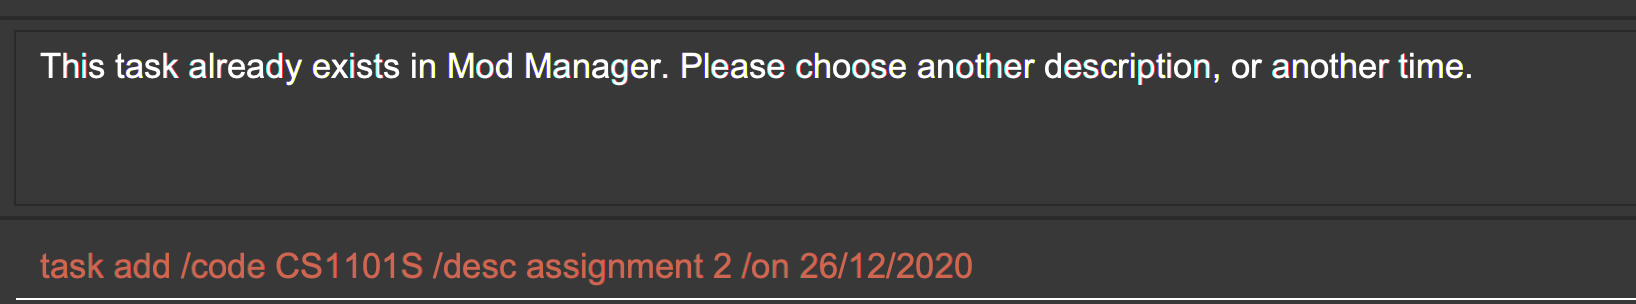 This task already exists in Mod Manager. Please choose another description, or another time.
task add /code CS1101S /desc assignment 2 /on 26/12/2020